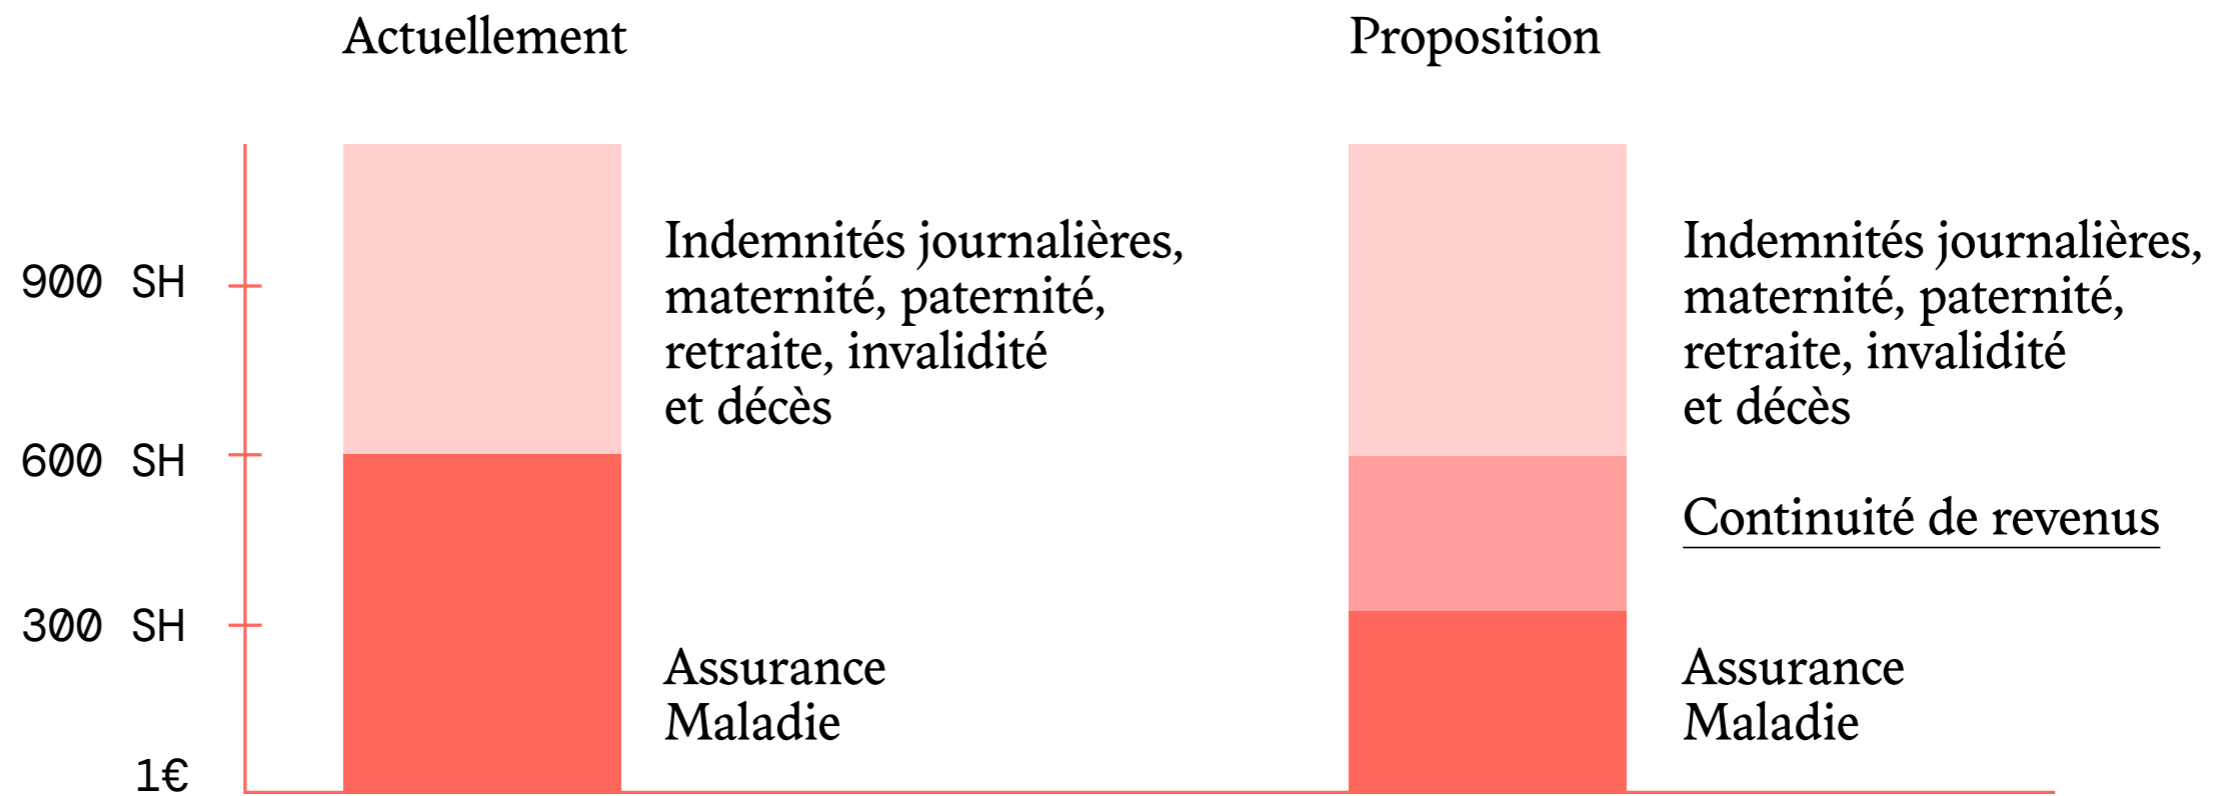 Actuellement
Proposition
900 SH
600 SH
300 SH
1€
Indemnités journalières,
maternité, paternité,
retraite, invalidité
et décès
Assurance
Maladie
Indemnités journalières,
maternité, paternité,
retraite, invalidité
et décès
Continuité de revenus
Assurance
Maladie